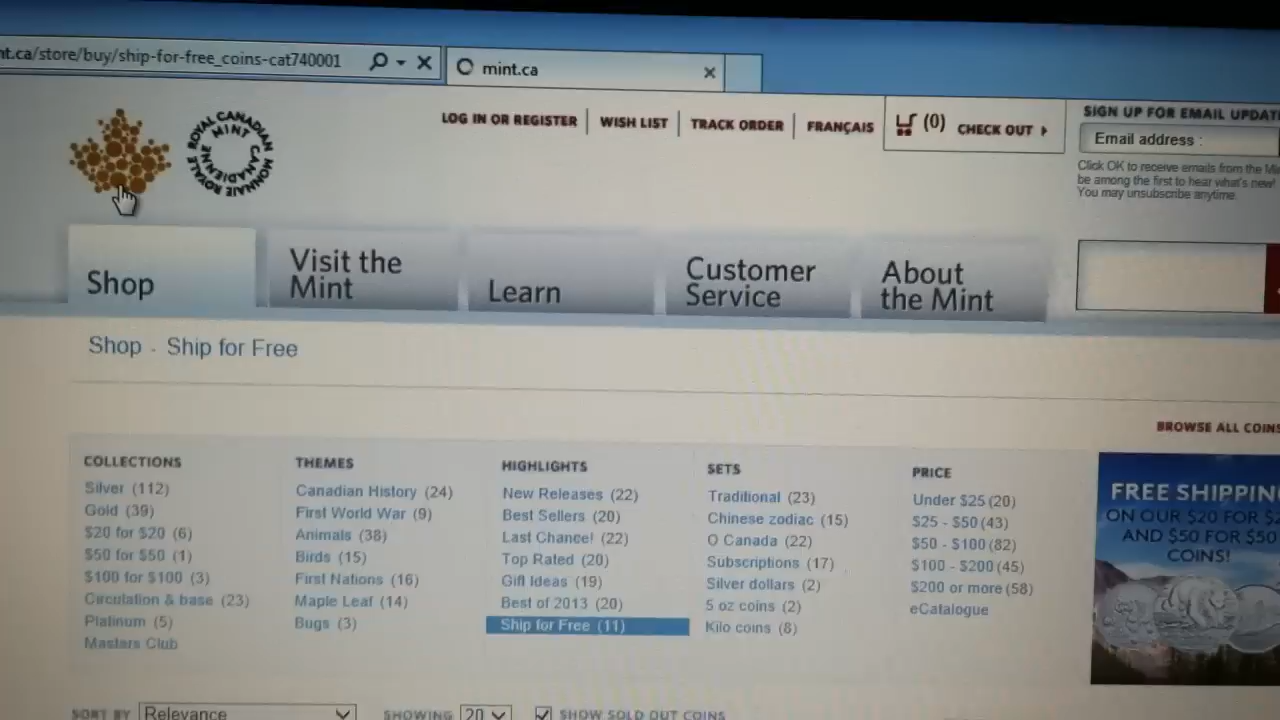 nt.ca/store/buy/ship-for-free_coins-cat740001
mint.ca
LOG IN OR REGISTER
WISH LIST
TRACK ORDER
FRANÇAIS
(0)
CHECK OUT
SIGN UP FOR EMAIL UPDAT
Email address :
Click OK to receive emails from the Mi
be among the first to hear what's new!
You may unsubscribe anytime.
ROYAL CANADIAN MINT
MONNAIE ROYALE CANADIENNE
Shop
Visit the
Mint
Learn
Customer
Service
About
the Mint
Shop - Ship for Free
BROWSE ALL COINS
COLLECTIONS
Silver (112)
Gold (39)
$20 for $20 (6)
$50 for $50 (1)
$100 for $100 (3)
Circulation & base (23)
Platinum (5)
Masters Club
THEMES
Canadian History (24)
First World War (9)
Animals (38)
Birds (15)
First Nations (16)
Maple Leaf (14)
Bugs (3)
HIGHLIGHTS
New Releases (22)
Best Sellers (20)
Last Chance! (22)
Top Rated (20)
Gift Ideas (19)
Best of 2013 (20)
Ship for Free (11)
SETS
Traditional (23)
Chinese zodiac (15)
O Canada (22)
Subscriptions (17)
Silver dollars (2)
5 oz coins (2)
Kilo coins (8)
PRICE
Under $25 (20)
$25 - $50 (43)
$50 - $100 (82)
$100 - $200 (45)
$200 or more (58)
eCatalogue
FREE SHIPPIN
ON OUR $20 FOR $2
AND $50 FOR $50
COINS!
SORT BY
Relevance
SHOWING
20
SHOW SOLD OUT COINS